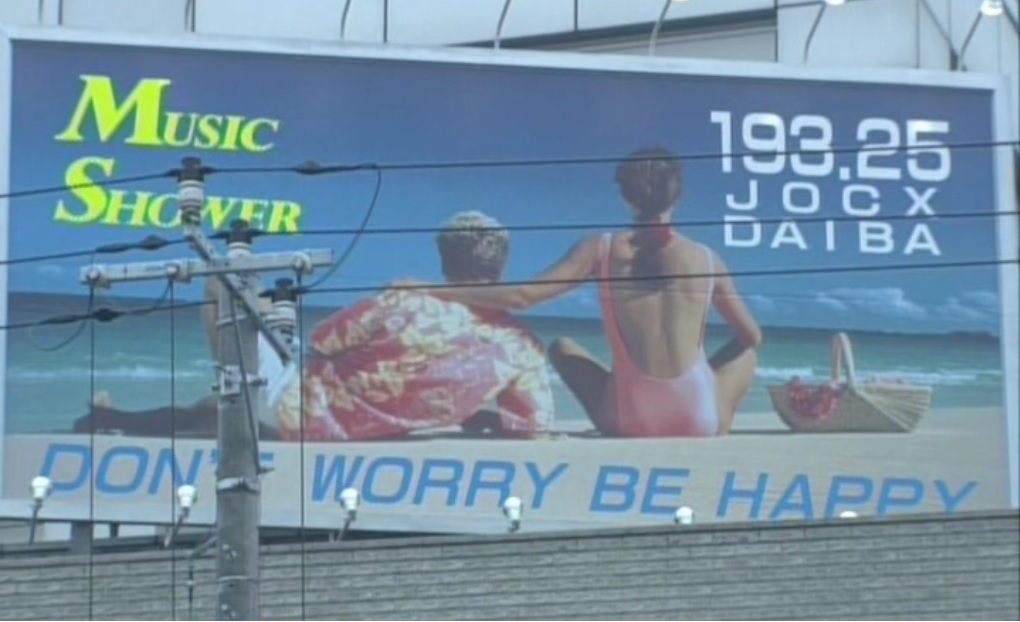 MUSIC
SHOWER
193.25
JOCX
DAIBA
DON'T WORRY BE HAPPY